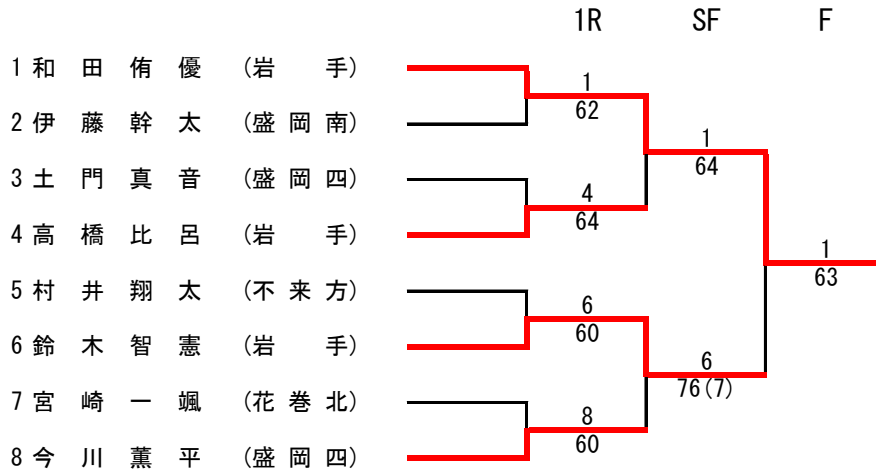 1R SF F
1 和田侑優 (岩手)
1
62
2 伊藤幹太 (盛岡南)
1
64
3 土門真音 (盛岡四)
4
64
4 高橋比呂 (岩手)
1
63
5 村井翔太 (不来方)
6
60
6 鈴木智憲 (岩手)
6
76(7)
7 宮崎一颯 (花巻北)
8
60
8 今川薫平 (盛岡四)